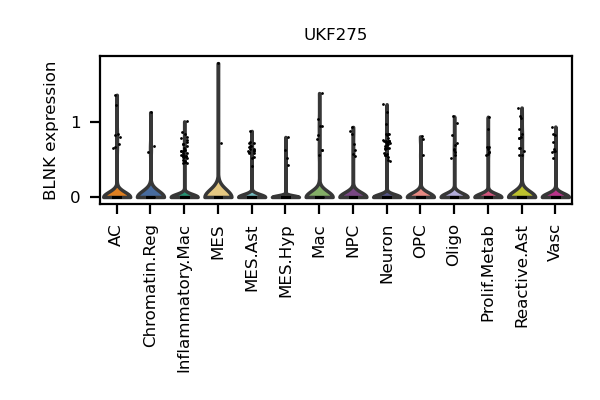 UKF275
BLNK expression
1
0
AC
Chromatin.Reg
Inflammatory.Mac
MES
MES.Ast
MES.Hyp
Mac
NPC
Neuron
OPC
Oligo
Prolif.Metab
Reactive.Ast
Vasc